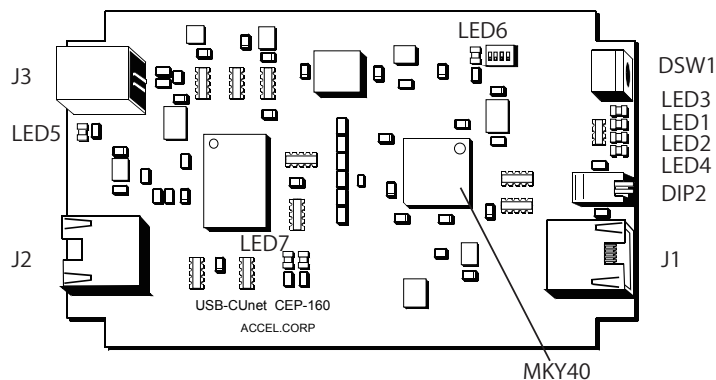 LED6
J3
DSW1
LED3
LED5
LED1
LED2
LED4
DIP2
LED7
J2
J1
USB-CUnet CEP-160
ACCEL.CORP
MKY40